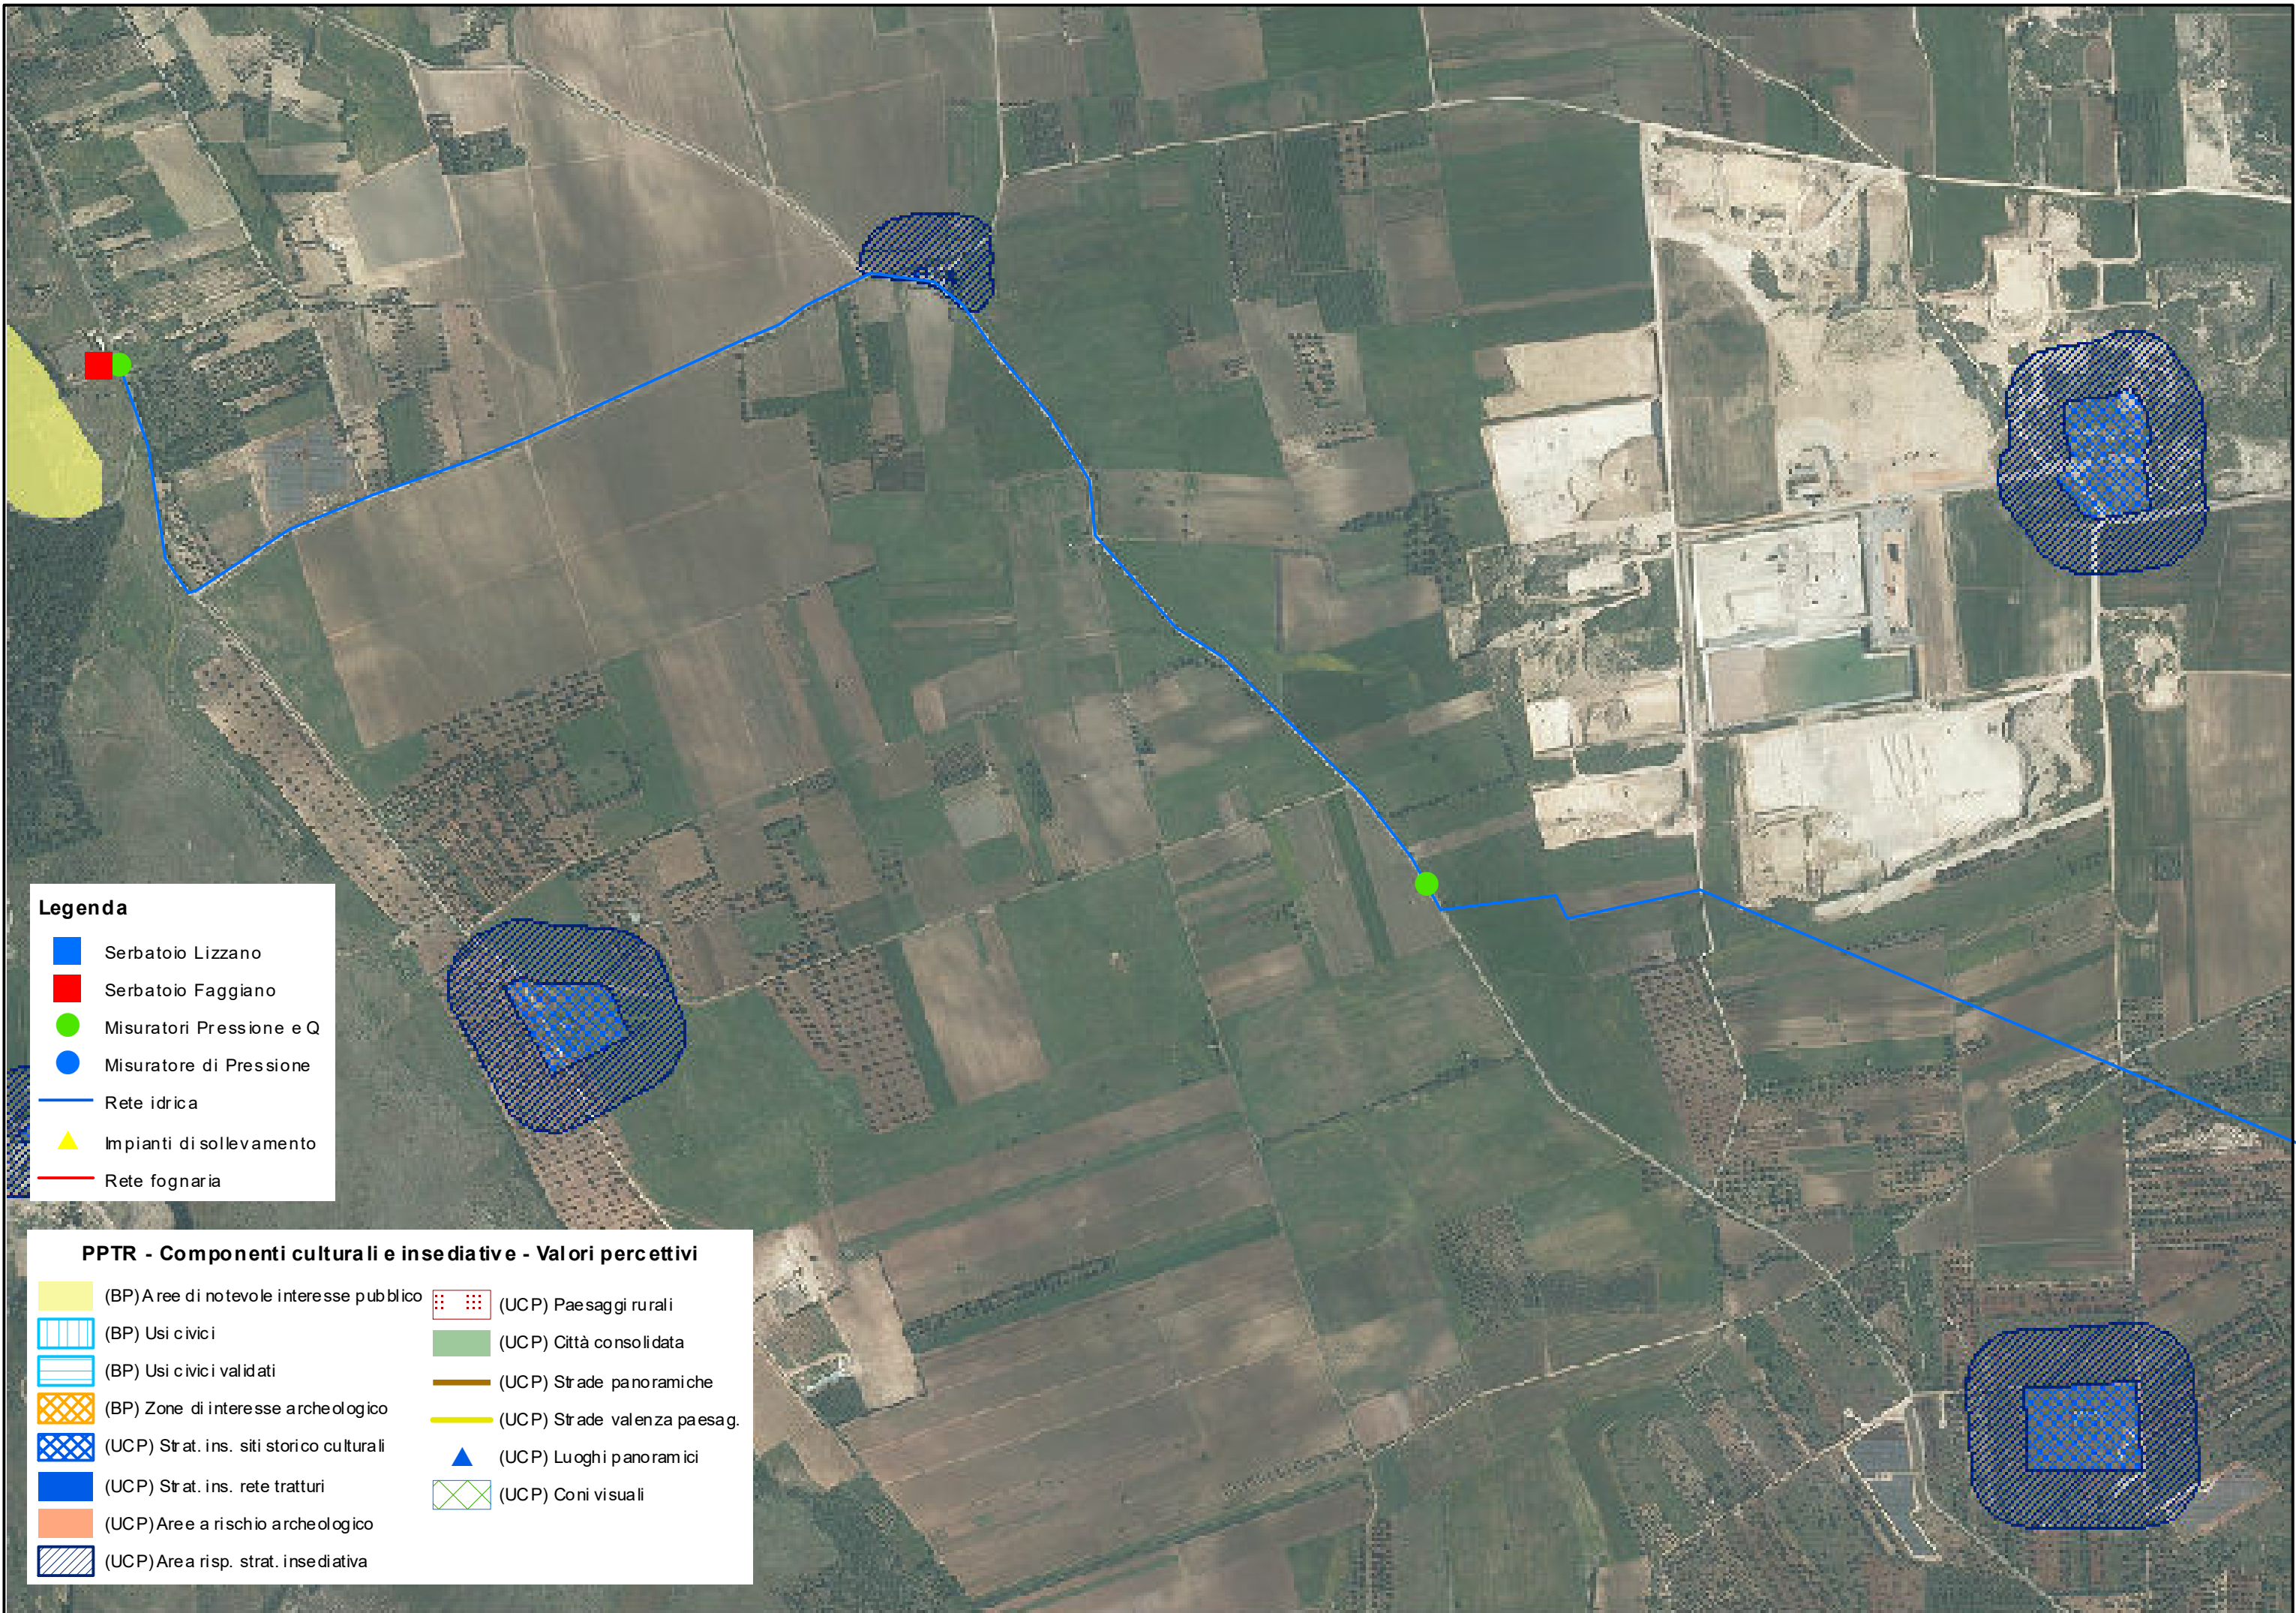 Legenda
Serbatoio Lizzano
Serbatoio Faggiano
Misuratori Pressione e Q
Misuratore di Pressione
Rete idrica
Impianti di sollevamento
Rete fognaria
PPTR - Componenti culturali e insediative - Valori percettivi
(BP) Aree di notevole interesse pubblico
(BP) Usi civici
(BP) Usi civici validati
(BP) Zone di interesse archeologico
(UCP) Strat. ins. siti storico culturali
(UCP) Strat. ins. rete tratturi
(UCP) Aree a rischio archeologico
(UCP) Area risp. strat. insediativa
(UCP) Paesaggi rurali
(UCP) Città consolidata
(UCP) Strade panoramiche
(UCP) Strade valenza paesag.
(UCP) Luoghi panoramici
(UCP) Coni visuali